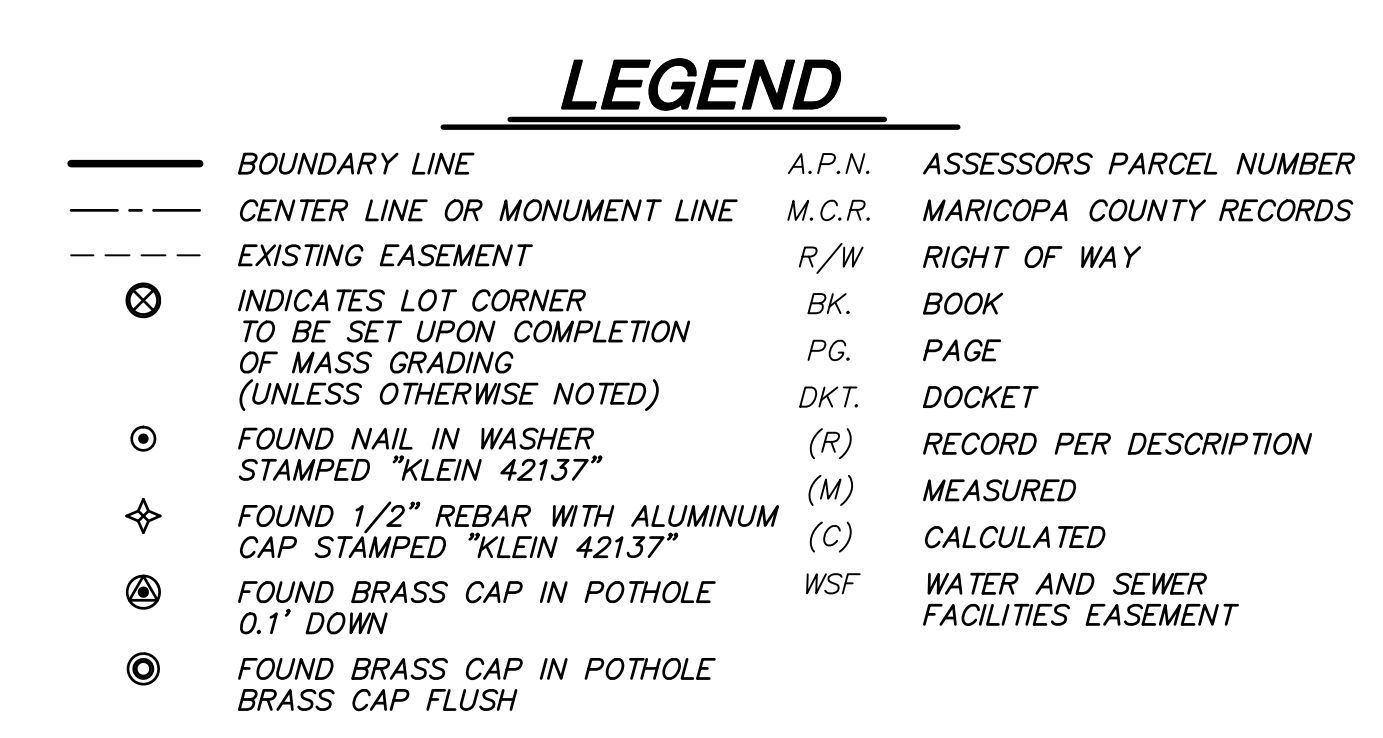 LEGEND
BOUNDARY LINE
CENTER LINE OR MONUMENT LINE
EXISTING EASEMENT
INDICATES LOT CORNER
TO BE SET UPON COMPLETION
OF MASS GRADING
(UNLESS OTHERWISE NOTED)
FOUND NAIL IN WASHER
STAMPED "KLEIN 42137"
FOUND 1/2" REBAR WITH ALUMINUM
CAP STAMPED "KLEIN 42137"
FOUND BRASS CAP IN POTHOLE
0.1' DOWN
FOUND BRASS CAP IN POTHOLE
BRASS CAP FLUSH
A.P.N. ASSESSORS PARCEL NUMBER
M.C.R. MARICOPA COUNTY RECORDS
R/W RIGHT OF WAY
BK. BOOK
PG. PAGE
DKT. DOCKET
(R) RECORD PER DESCRIPTION
(M) MEASURED
(C) CALCULATED
WSF WATER AND SEWER
FACILITIES EASEMENT